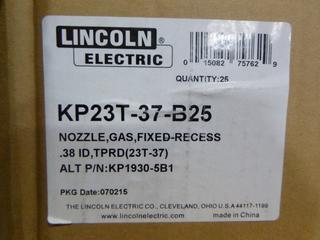 LINCOLN®
ELECTRIC
0 15082 75762 9
QUANTITY:25
KP23T-37-B25
NOZZLE,GAS,FIXED-RECESS
.38 ID,TPRD(23T-37)
ALT P/N:KP1930-5B1
PKG Date:070215
THE LINCOLN ELECTRIC CO., CLEVELAND, OHIO U.S.A 44117-1199
www.lincolnelectric.com made in China